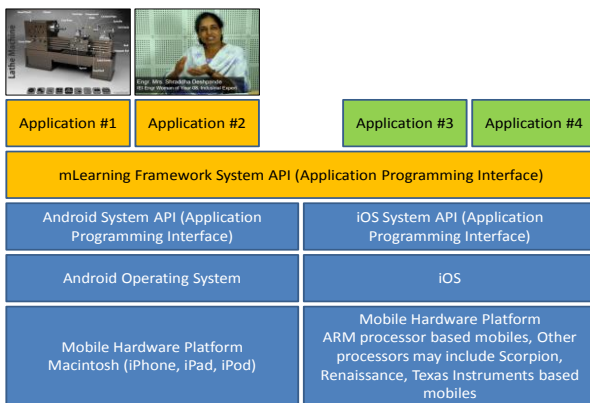 Lathe Machine
Engr. Mrs. Shraddha Deshpande
Application #1
Application #2
Application #3
Application #4
mLearning Framework System API (Application Programming Interface)
Android System API (Application
Programming Interface)
iOS System API (Application
Programming Interface)
Android Operating System
iOS
Mobile Hardware Platform
Macintosh (iPhone, iPad, iPod)
Mobile Hardware Platform
ARM processor based mobiles, Other
processors may include Scorpion,
Renaissance, Texas Instruments based
mobiles